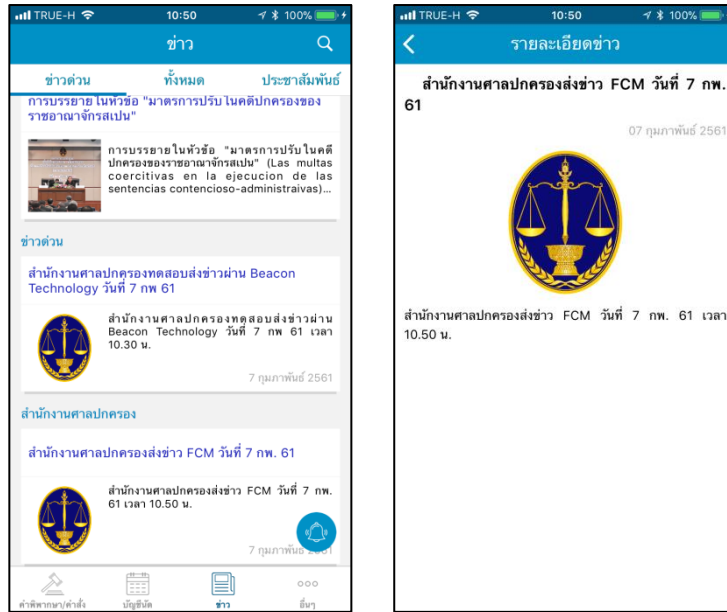 TRUE-H 10:50 100%
ข่าว
ข่าวด่วน ทั้งหมด ประชาสัมพันธ์
การบรรยายในหัวข้อ "มาตรการปรับในคดีปกครองของ
ราชอาณาจักรสเปน"
การบรรยายในหัวข้อ "มาตรการปรับในคดี
ปกครองของราชอาณาจักรสเปน" (Las multas
coercitivas en la ejecucion de las
sentencias contencioso-administraivas)...
ข่าวด่วน
สำนักงานศาลปกครองทดสอบส่งข่าวผ่าน Beacon
Technology วันที่ 7 กพ 61
สำนักงานศาลปกครองทดสอบส่งข่าวผ่าน
Beacon Technology วันที่ 7 กพ 61 เวลา
10.30 น.
7 กุมภาพันธ์ 2561
สำนักงานศาลปกครอง
สำนักงานศาลปกครองส่งข่าว FCM วันที่ 7 กพ. 61
สำนักงานศาลปกครองส่งข่าว FCM วันที่ 7 กพ.
61 เวลา 10.50 น.
7 กุมภาพันธ์
คำพิพากษา/คำสั่ง บัญชีนัด ข่าว อื่นๆ
TRUE-H 10:50 100%
รายละเอียดข่าว
สำนักงานศาลปกครองส่งข่าว FCM วันที่ 7 กพ.
61
07 กุมภาพันธ์ 2561
สำนักงานศาลปกครองส่งข่าว FCM วันที่ 7 กพ. 61 เวลา
10.50 น.